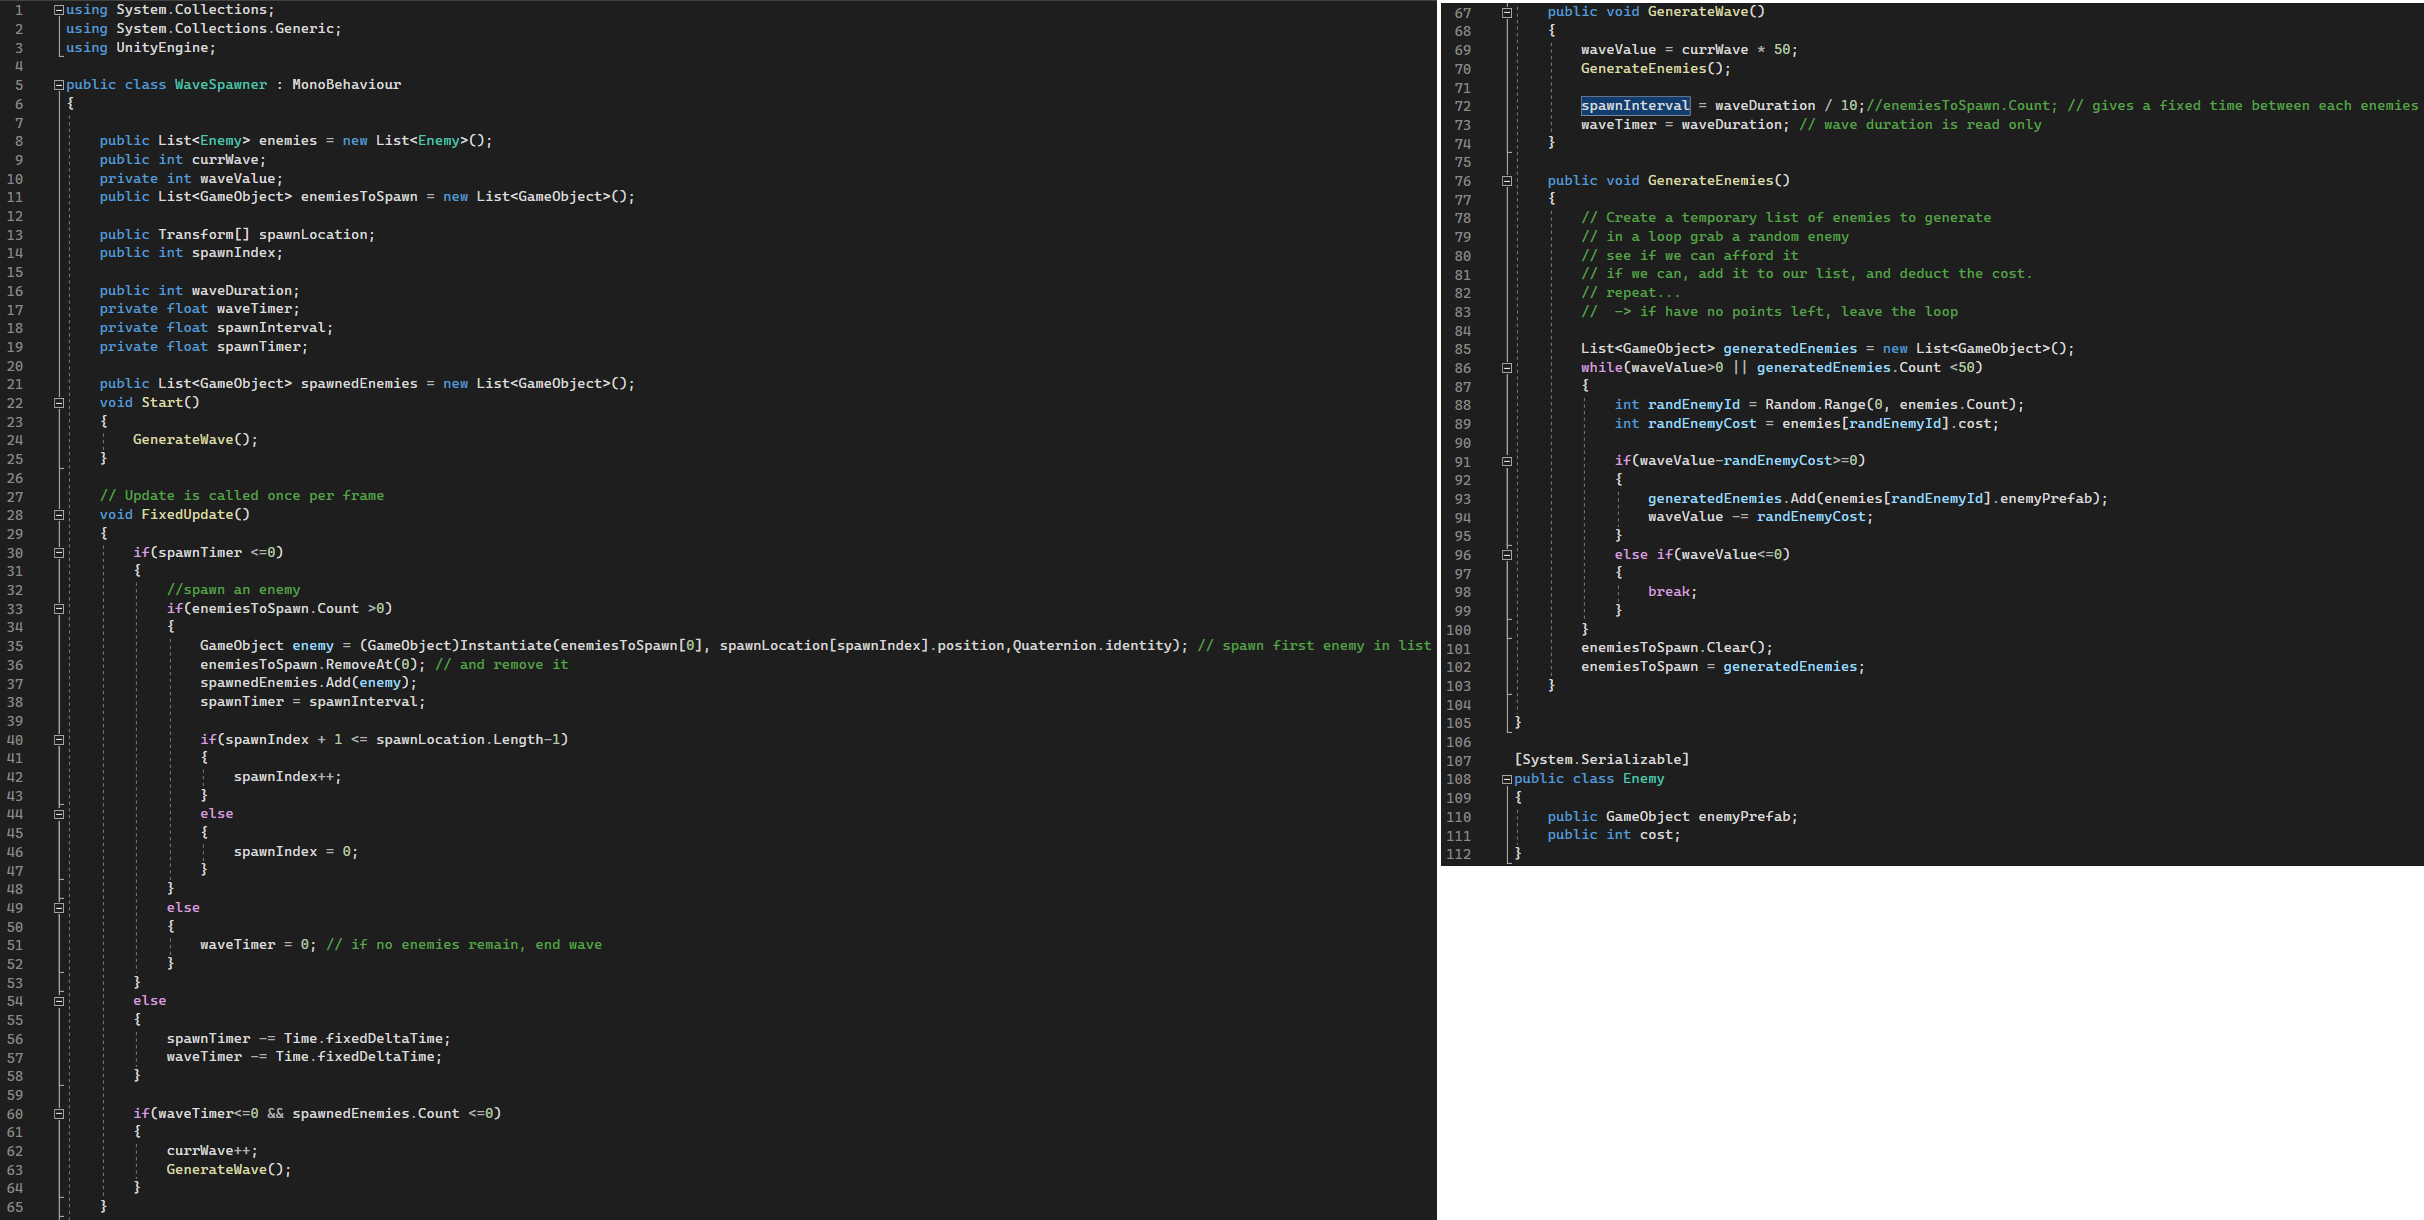 1 using System.Collections;
2 using System.Collections.Generic;
3 using UnityEngine;
4
5 public class WaveSpawner : MonoBehaviour
6 {
7
8 public List<Enemy> enemies = new List<Enemy>();
9 public int currWave;
10 private int waveValue;
11 public List<GameObject> enemiesToSpawn = new List<GameObject>();
12
13 public Transform[] spawnLocation;
14 public int spawnIndex;
15
16 public int waveDuration;
17 private float waveTimer;
18 private float spawnInterval;
19 private float spawnTimer;
20
21 public List<GameObject> spawnedEnemies = new List<GameObject>();
22 void Start()
23 {
24 GenerateWave();
25 }
26
27 // Update is called once per frame
28 void FixedUpdate()
29 {
30 if(spawnTimer <=0)
31 {
32 //spawn an enemy
33 if(enemiesToSpawn.Count >0)
34 {
35 GameObject enemy = (GameObject)Instantiate(enemiesToSpawn[0], spawnLocation[spawnIndex].position,Quaternion.identity); // spawn first enemy in list
36 enemiesToSpawn.RemoveAt(0); // and remove it
37 spawnedEnemies.Add(enemy);
38 spawnTimer = spawnInterval;
39
40 if(spawnIndex + 1 <= spawnLocation.Length-1)
41 {
42 spawnIndex++;
43 }
44 else
45 {
46 spawnIndex = 0;
47 }
48 }
49 else
50 {
51 waveTimer = 0; // if no enemies remain, end wave
52 }
53 }
54 else
55 {
56 spawnTimer -= Time.fixedDeltaTime;
57 waveTimer -= Time.fixedDeltaTime;
58 }
59
60 if(waveTimer<=0 && spawnedEnemies.Count <=0)
61 {
62 currWave++;
63 GenerateWave();
64 }
65 }
67 public void GenerateWave()
68 {
69 waveValue = currWave * 50;
70 GenerateEnemies();
71
72 spawnInterval = waveDuration / 10;//enemiesToSpawn.Count; // gives a fixed time between each enemies
73 waveTimer = waveDuration; // wave duration is read only
74 }
75
76 public void GenerateEnemies()
77 {
78 // Create a temporary list of enemies to generate
79 // in a loop grab a random enemy
80 // see if we can afford it
81 // if we can, add it to our list, and deduct the cost.
82 // repeat...
83 //  -> if have no points left, leave the loop
84
85 List<GameObject> generatedEnemies = new List<GameObject>();
86 while(waveValue>0 || generatedEnemies.Count <50)
87 {
88 int randEnemyId = Random.Range(0, enemies.Count);
89 int randEnemyCost = enemies[randEnemyId].cost;
90
91 if(waveValue-randEnemyCost>=0)
92 {
93 generatedEnemies.Add(enemies[randEnemyId].enemyPrefab);
94 waveValue -= randEnemyCost;
95 }
96 else if(waveValue<=0)
97 {
98 break;
99 }
100 }
101 enemiesToSpawn.Clear();
102 enemiesToSpawn = generatedEnemies;
103 }
104
105 }
106
107 [System.Serializable]
108 public class Enemy
109 {
110 public GameObject enemyPrefab;
111 public int cost;
112 }